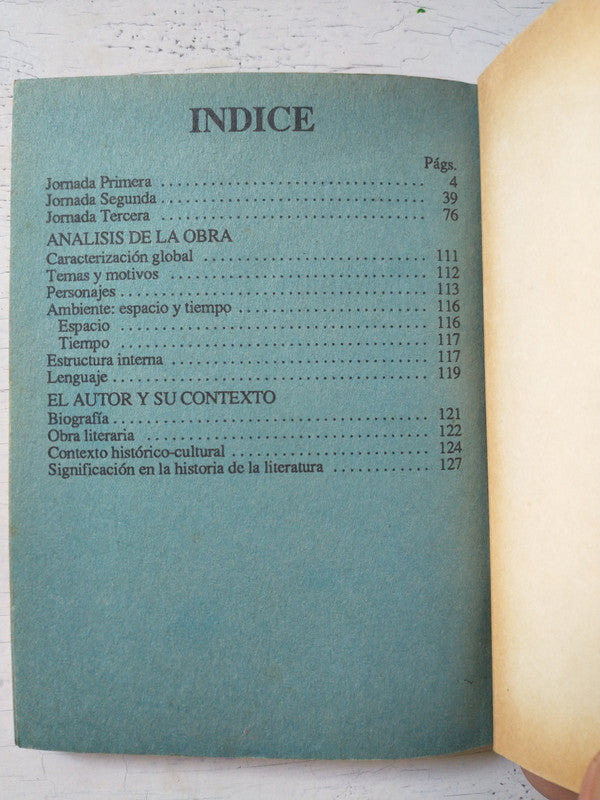 INDICE
Págs.
Jornada Primera ................................ 4
Jornada Segunda ................................ 39
Jornada Tercera ................................ 76
ANALISIS DE LA OBRA
Caracterización global ........................... 111
Temas y motivos ................................ 112
Personajes ..................................... 113
Ambiente: espacio y tiempo ....................... 116
Espacio ...................................... 116
Tiempo ...................................... 117
Estructura interna ............................... 117
Lenguaje ...................................... 119
EL AUTOR Y SU CONTEXTO
Biografía ...................................... 121
Obra literaria ................................... 122
Contexto histórico-cultural ........................ 124
Significación en la historia de la literatura ............ 127